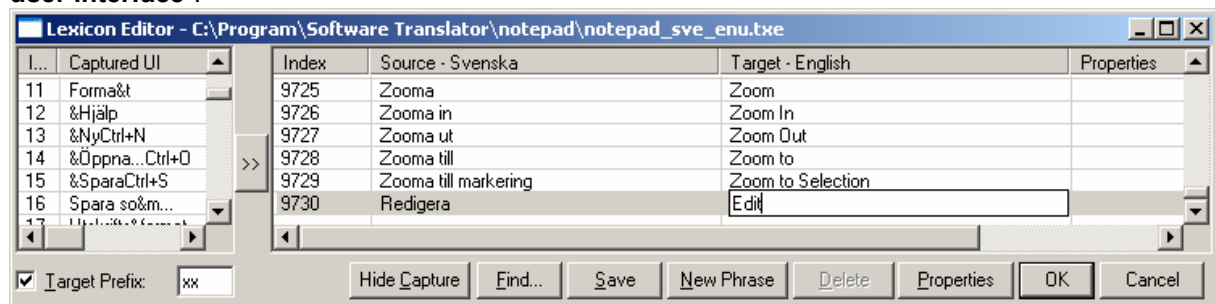 Lexicon Editor - C:\Program\Software Translator\notepad\notepad_sve_enu.txe
I... Captured UI Index Source - Svenska Target - English Properties
11 Forma&t 9725 Zooma Zoom
12 &Hjälp 9726 Zooma in Zoom In
13 &NyCtrl+N 9727 Zooma ut Zoom Out
14 &Öppna...Ctrl+O >> 9728 Zooma till Zoom to
15 &SparaCtrl+S 9729 Zooma till markering Zoom to Selection
16 Spara so&m... 9730 Redigera Edit
17
Target Prefix: xx Hide Capture Find... Save New Phrase Delete Properties OK Cancel